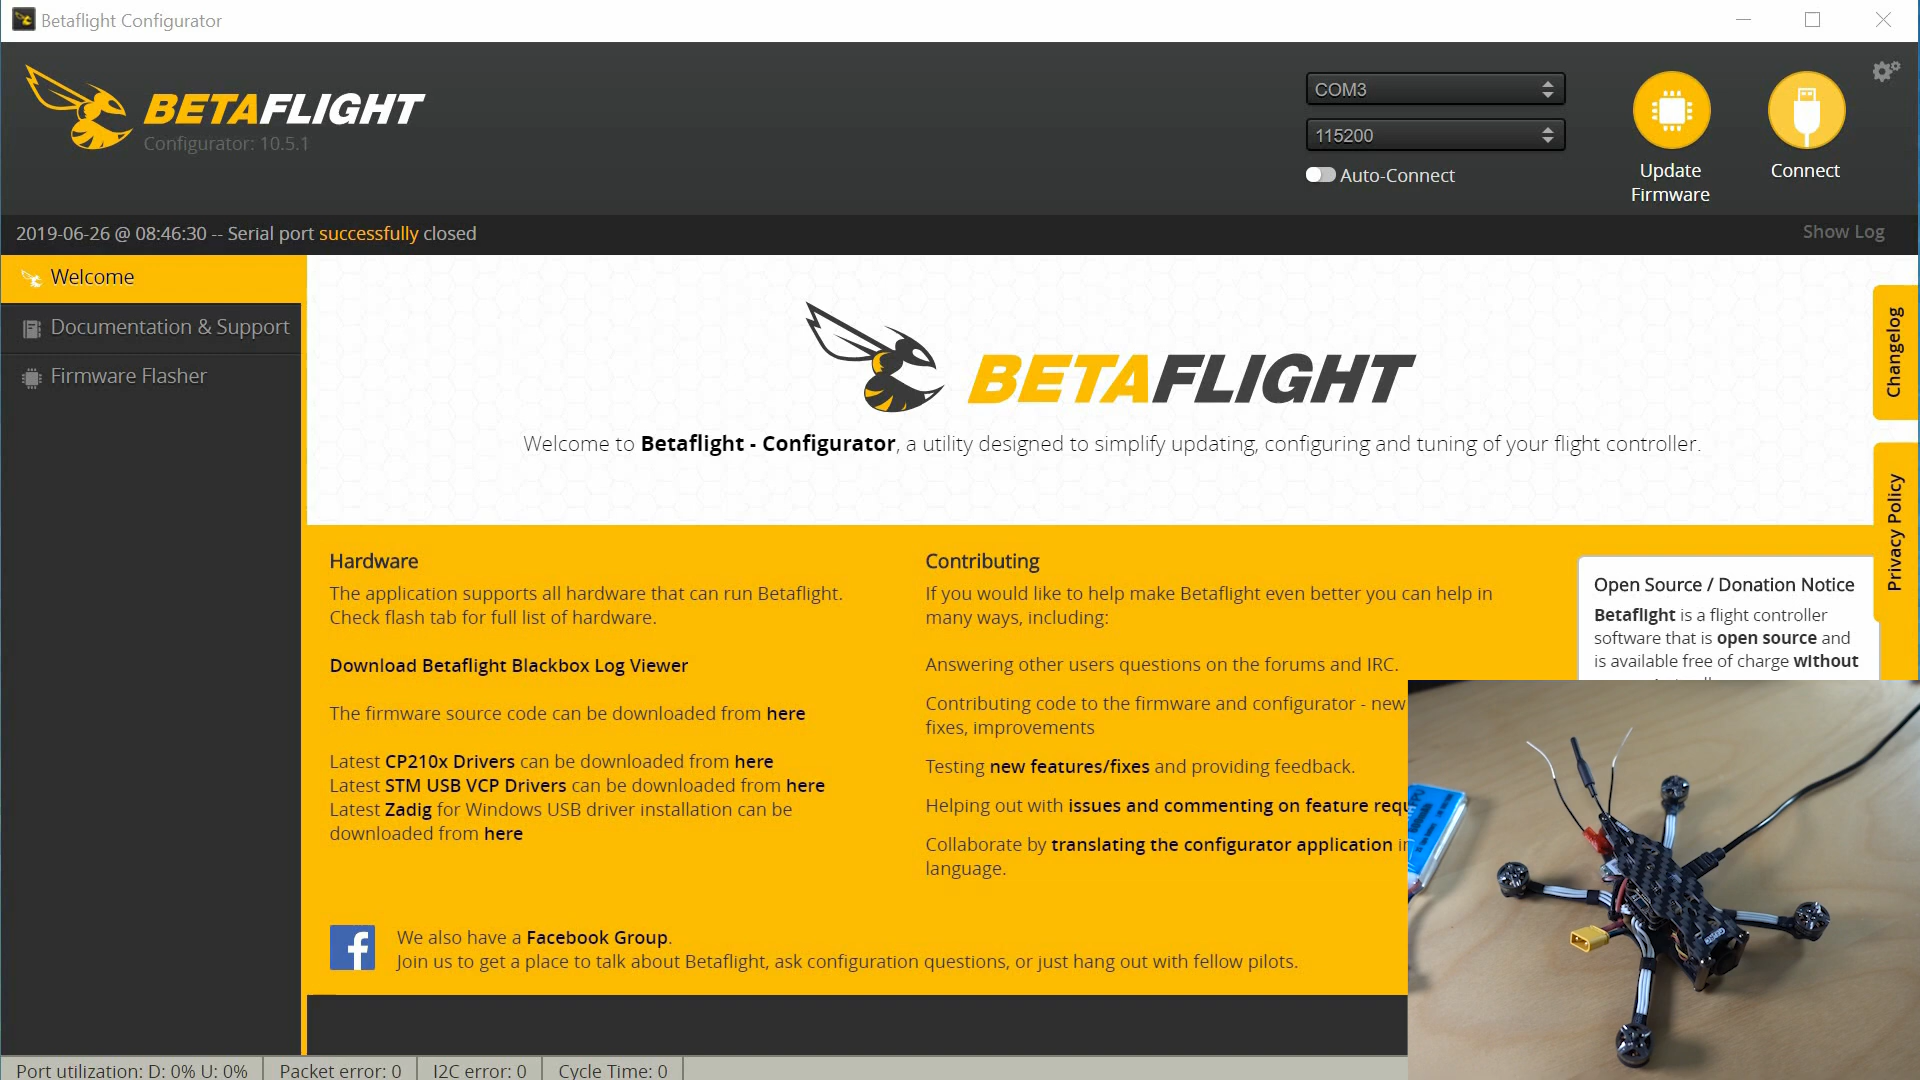 Betaflight Configurator
BETAFLIGHT
Configurator: 10.5.1
COM3
115200
Auto-Connect
Update
Firmware
Connect
2019-06-26 @ 08:46:30 -- Serial port successfully closed
Show Log
Welcome
Documentation & Support
Firmware Flasher
BETAFLIGHT
Welcome to Betaflight - Configurator, a utility designed to simplify updating, configuring and tuning of your flight controller.
Changelog
Privacy Policy
Hardware
The application supports all hardware that can run Betaflight.
Check flash tab for full list of hardware.
Download Betaflight Blackbox Log Viewer
The firmware source code can be downloaded from here
Latest CP210x Drivers can be downloaded from here
Latest STM USB VCP Drivers can be downloaded from here
Latest Zadig for Windows USB driver installation can be
downloaded from here
Contributing
If you would like to help make Betaflight even better you can help in
many ways, including:
Answering other users questions on the forums and IRC.
Contributing code to the firmware and configurator - new
fixes, improvements
Testing new features/fixes and providing feedback.
Helping out with issues and commenting on feature requ
Collaborate by translating the configurator application in
language.
Open Source / Donation Notice
Betaflight is a flight controller
software that is open source and
is available free of charge without
We also have a Facebook Group.
Join us to get a place to talk about Betaflight, ask configuration questions, or just hang out with fellow pilots.
Port utilization: D: 0% U: 0%
Packet error: 0
I2C error: 0
Cycle Time: 0